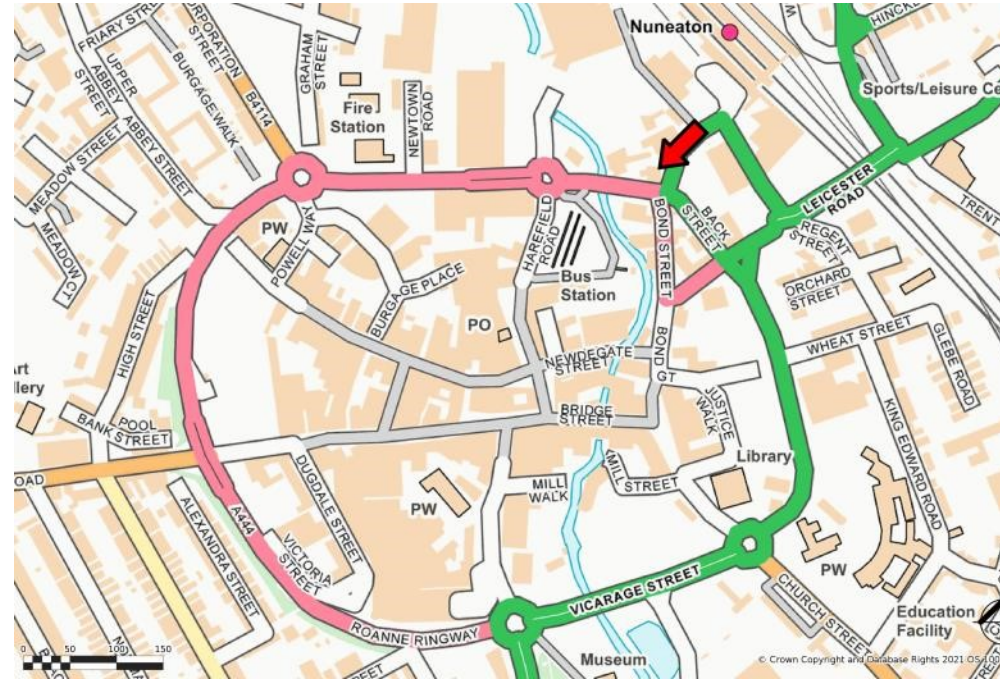 FRIARY STREET
CORPORATION STREET
B4114
GRAHAM STREET
UPPER ABBEY STREET
BURGAGE WALK
ABBEY STREET
MEADOW STREET
MEADOW CT
Fire Station
NEWTOWN ROAD
Nuneaton
HINCK
Sports/Leisure Ce
LEICESTER ROAD
TRENT
BACK STREET
REGENT STREET
ORCHARD STREET
BOND STREET
PW
POWELL WAY
BURGAGE PLACE
HAREFIELD ROAD
Bus Station
PO
HIGH STREET
NEWDEGATE STREET
BOND GT
WHEAT STREET
GLEBE ROAD
KING EDWARD ROAD
JUSTICE WALK
BRIDGE STREET
POOL BANK STREET
OAD
DUGDALE STREET
MILL WALK
MILL STREET
Library
PW
ALEXANDRA STREET
A444
VICTORIA STREET
ROANNE RINGWAY
VICARAGE STREET
CHURCH STREET
PW
Education Facility
Museum
0 50 100 150
© Crown Copyright and Database Rights 2021 OS 100